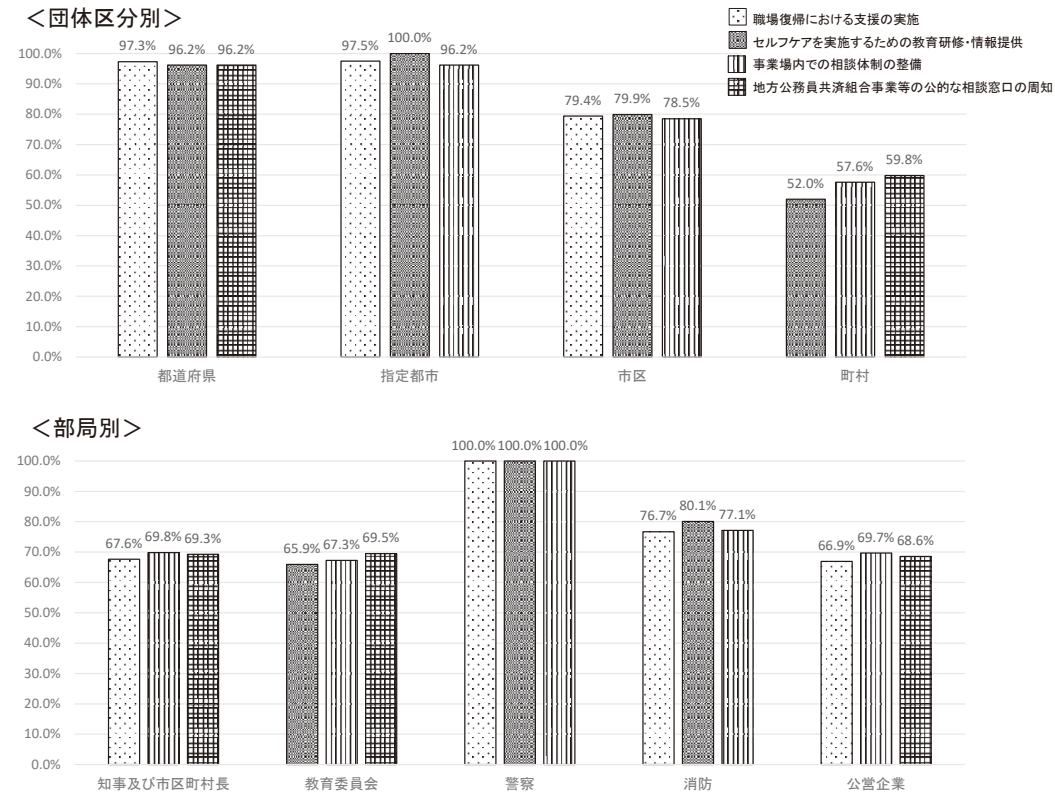 ＜団体区分別＞
職場復帰における支援の実施
セルフケアを実施するための教育研修・情報提供
事業場内での相談体制の整備
地方公務員共済組合事業等の公的な相談窓口の周知
97.3% 96.2% 96.2% 97.5% 100.0% 96.2% 79.4% 79.9% 78.5% 52.0% 57.6% 59.8%
100.0%
90.0%
80.0%
70.0%
60.0%
50.0%
40.0%
30.0%
20.0%
10.0%
0.0%
都道府県 指定都市 市区 町村
＜部局別＞
67.6% 69.8% 69.3% 65.9% 67.3% 69.5% 100.0% 100.0% 100.0% 76.7% 80.1% 77.1% 66.9% 69.7% 68.6%
100.0%
90.0%
80.0%
70.0%
60.0%
50.0%
40.0%
30.0%
20.0%
10.0%
0.0%
知事及び市区町村長 教育委員会 警察 消防 公営企業